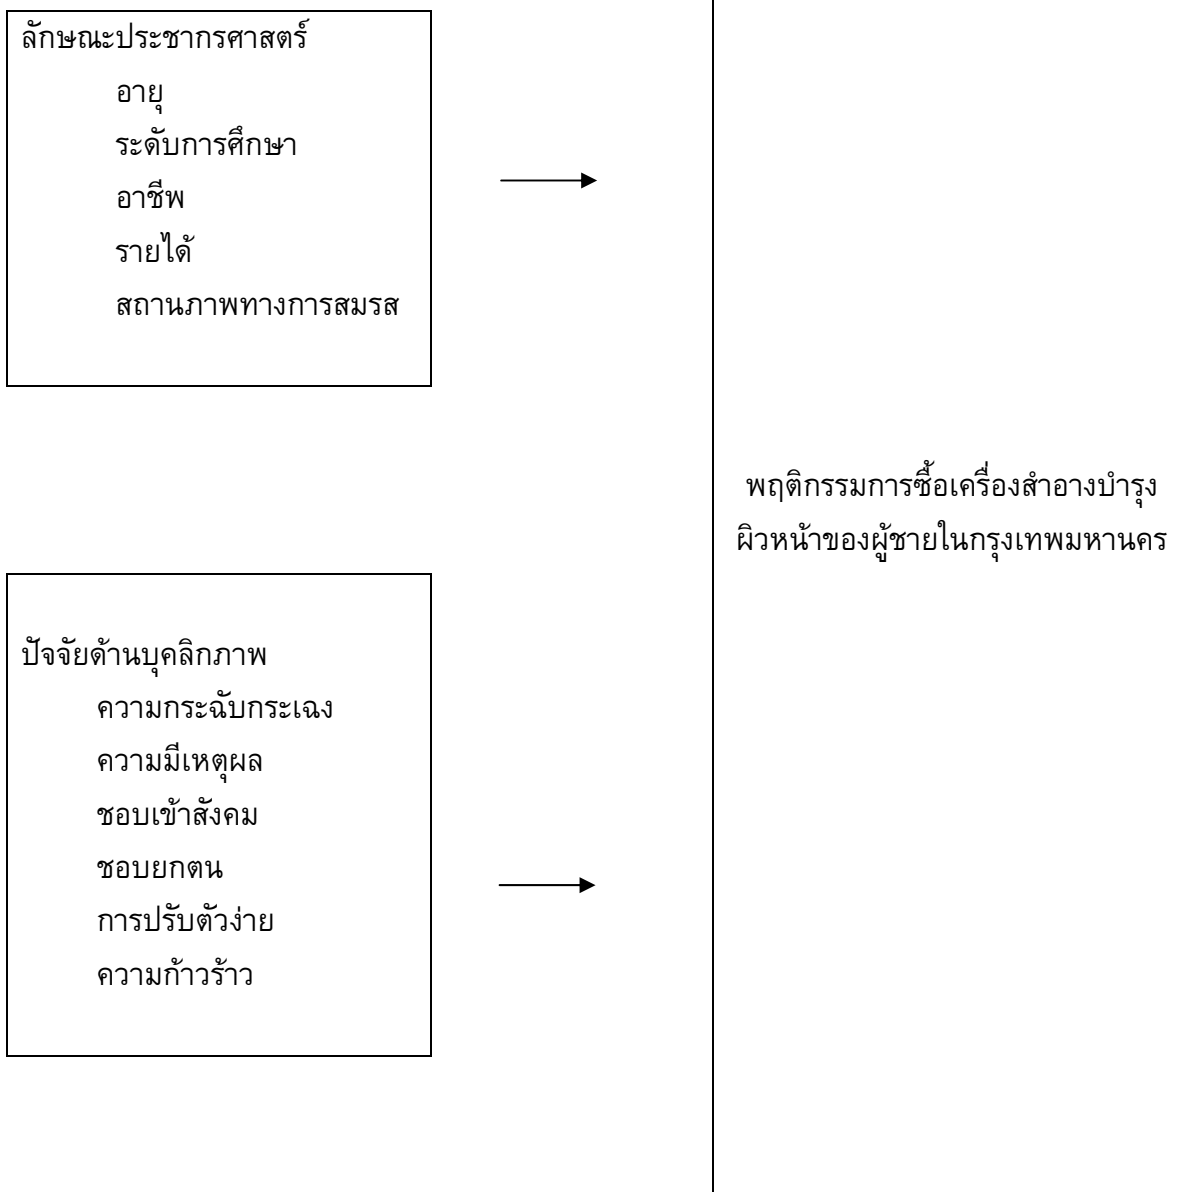 ลักษณะประชากรศาสตร์
อายุ
ระดับการศึกษา
อาชีพ
รายได้
สถานภาพทางการสมรส
พฤติกรรมการซื้อเครื่องสำอางบำรุง
ผิวหน้าของผู้ชายในกรุงเทพมหานคร
ปัจจัยด้านบุคลิกภาพ
ความกระฉับกระเฉง
ความมีเหตุผล
ชอบเข้าสังคม
ชอบยกตน
การปรับตัวง่าย
ความก้าวร้าว